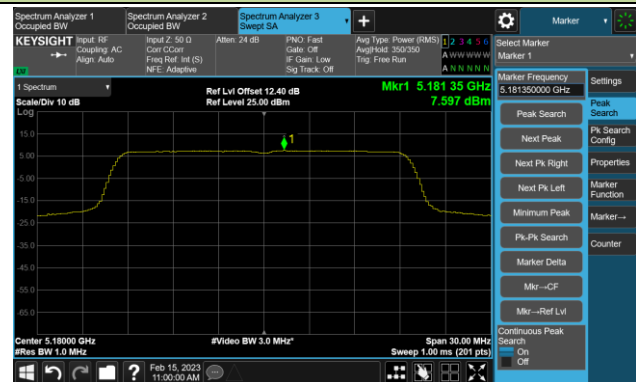 Spectrum Analyzer 1
Occupied BW
Spectrum Analyzer 2
Occupied BW
Spectrum Analyzer 3
Swept SA
Marker
KEYSIGHT
Input: RF
Coupling: AC
Align: Auto
Input Z: 50 Ω
Corr CCorr
Freq Ref: Int (S)
NFE: Adaptive
Atten: 24 dB
PNO: Fast
Gate: Off
IF Gain: Low
Sig Track: Off
Avg Type: Power (RMS)
Avg|Hold: 350/350
Trig: Free Run
1 2 3 4 5 6
A W W W W W
A N N N N N
Select Marker
Marker 1
1 Spectrum
Scale/Div 10 dB
Log
Ref Lvl Offset 12.40 dB
Ref Level 25.00 dBm
Mkr1 5.181 35 GHz
7.597 dBm
1
15.0
5.00
-5.00
-15.0
-25.0
-35.0
-45.0
-55.0
-65.0
Center 5.18000 GHz
#Res BW 1.0 MHz
#Video BW 3.0 MHz*
Span 30.00 MHz
Sweep 1.00 ms (201 pts)
Marker Frequency
5.181350000 GHz
Peak Search
Next Peak
Next Pk Right
Next Pk Left
Minimum Peak
Pk-Pk Search
Marker Delta
Mkr→CF
Mkr→Ref Lvl
Continuous Peak
Search
On
Off
Settings
Peak
Search
Pk Search
Config
Properties
Marker
Function
Marker→
Counter
?
Feb 15, 2023
11:00:00 AM